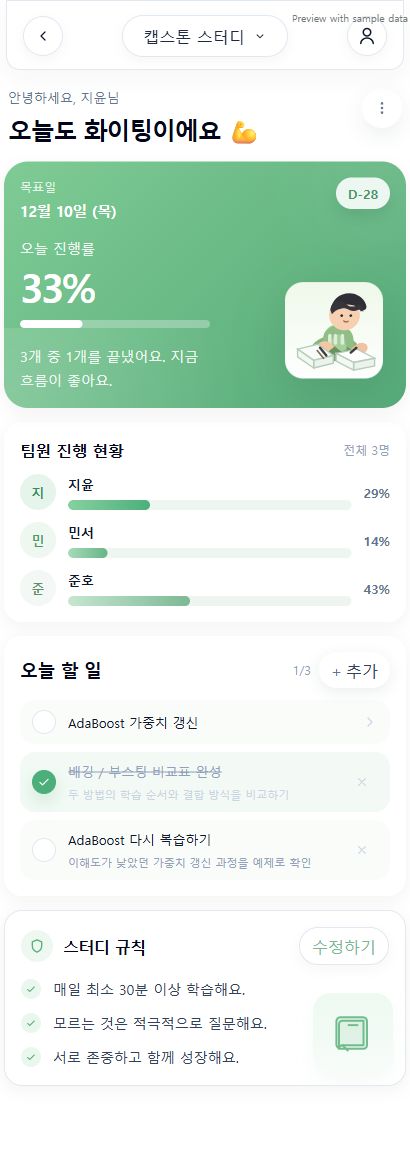 Preview with sample data
캡스톤 스터디
안녕하세요, 지윤님
오늘도 화이팅이에요 💪
목표일
12월 10일 (목)
D-28
오늘 진행률
33%
3개 중 1개를 끝냈어요. 지금
흐름이 좋아요.
팀원 진행 현황
전체 3명
지
지윤
29%
민
민서
14%
준
준호
43%
오늘 할 일
1/3
+ 추가
AdaBoost 가중치 갱신
배깅 / 부스팅 비교표 완성
두 방법의 학습 순서와 결합 방식을 비교하기
AdaBoost 다시 복습하기
이해도가 낮았던 가중치 갱신 과정을 예제로 확인
스터디 규칙
수정하기
매일 최소 30분 이상 학습해요.
모르는 것은 적극적으로 질문해요.
서로 존중하고 함께 성장해요.